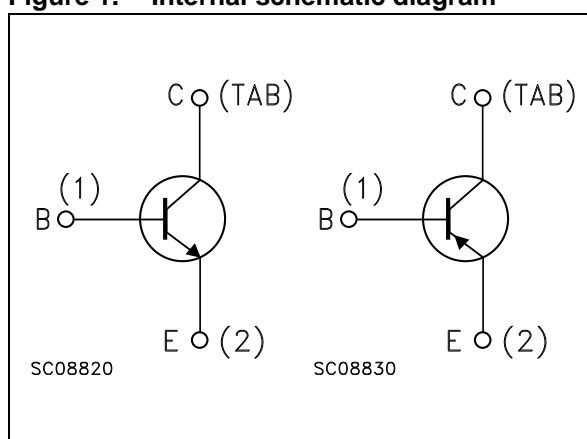 Figure 1. Internal schematic diagram
C (TAB) C (TAB)
(1) (1)
B B
E (2) E (2)
SC08820 SC08830